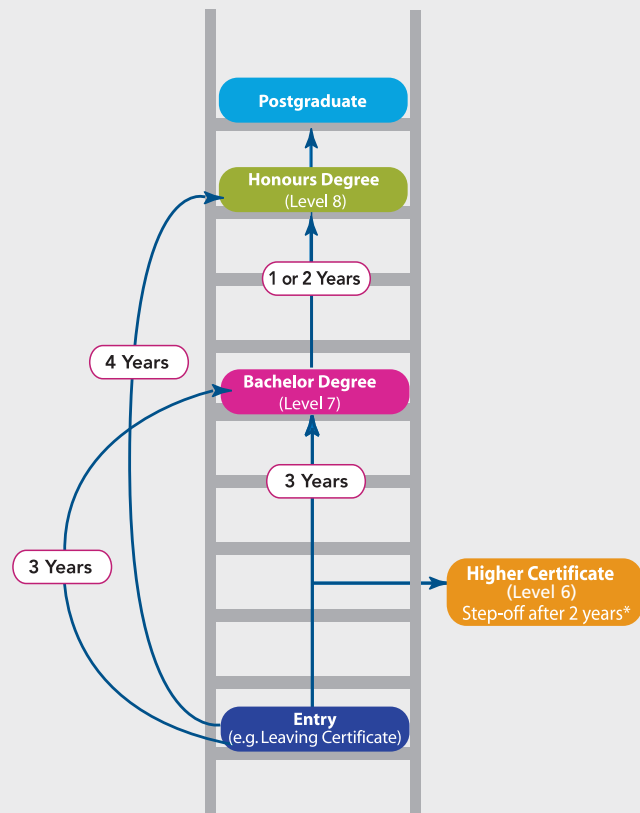 Postgraduate
Honours Degree
(Level 8)
1 or 2 Years
4 Years
Bachelor Degree
(Level 7)
3 Years
3 Years
Higher Certificate
(Level 6)
Step-off after 2 years*
Entry
(e.g. Leaving Certificate)